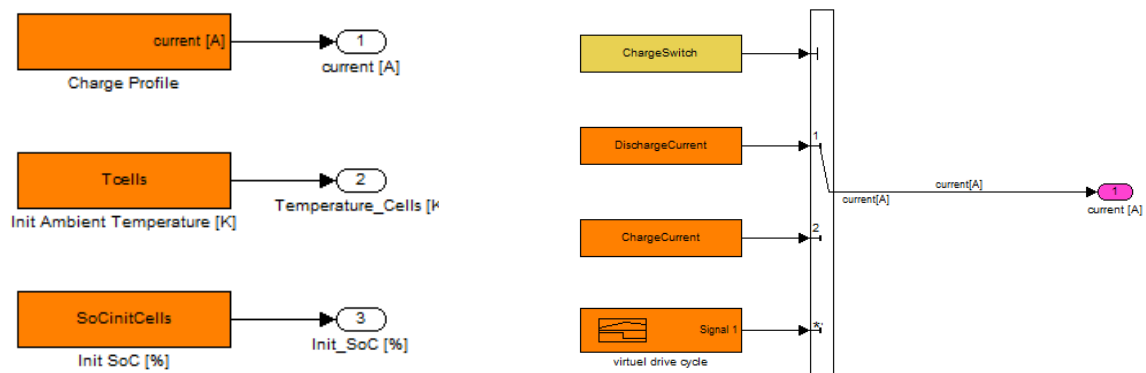 current [A]
Charge Profile
1
current [A]
Tcells
Init Ambient Temperature [K]
2
Temperature_Cells [K
SoCinitCells
Init SoC [%]
3
Init_SoC [%]
ChargeSwitch
DischargeCurrent
1
ChargeCurrent
2
Signal 1
virtuel drive cycle
*
current[A]
current[A]
1
current [A]